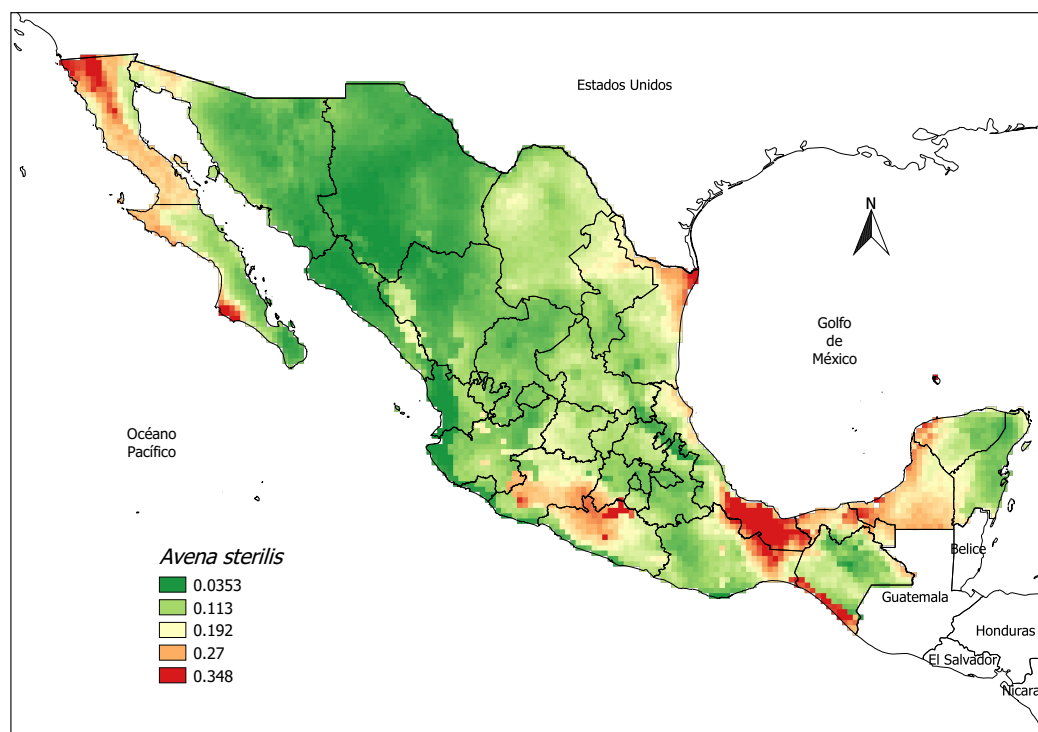 Estados Unidos
N
Golfo
de
México
Océano
Pacífico
Belice
Guatemala
Honduras
El Salvador
Nicara
Avena sterilis
0.0353
0.113
0.192
0.27
0.348